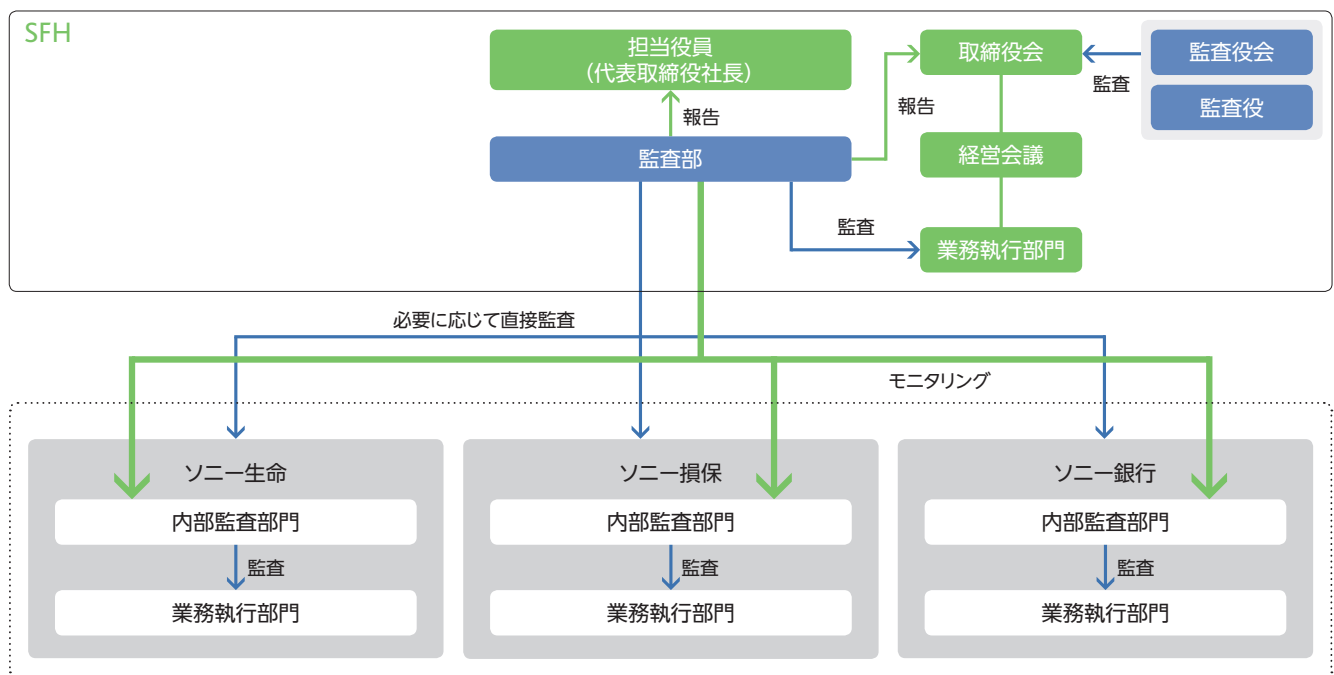 SFH
担当役員
（代表取締役社長）
取締役会
監査役会
監査
監査役
報告
報告
監査部
経営会議
監査
業務執行部門
必要に応じて直接監査
モニタリング
ソニー生命
内部監査部門
監査
業務執行部門
ソニー損保
内部監査部門
監査
業務執行部門
ソニー銀行
内部監査部門
監査
業務執行部門